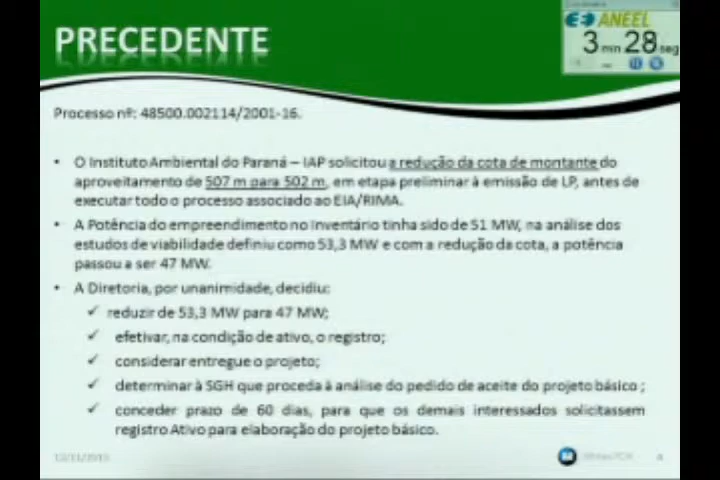 PRECEDENTE
ANEEL
3 min 28 seg
Processo nº: 48500.002114/2001-16.
• O Instituto Ambiental do Paraná – IAP solicitou a redução da cota de montante do
aproveitamento de 507 m para 502 m, em etapa preliminar à emissão de LP, antes de
executar todo o processo associado ao EIA/RIMA.
• A Potência do empreendimento no Inventário tinha sido de 51 MW, na análise dos
estudos de viabilidade definiu como 53,3 MW e com a redução da cota, a potência
passou a ser 47 MW.
• A Diretoria, por unanimidade, decidiu:
✓ reduzir de 53,3 MW para 47 MW;
✓ efetivar, na condição de ativo, o registro;
✓ considerar entregue o projeto;
✓ determinar à SGH que proceda à análise do pedido de aceite do projeto básico ;
✓ conceder prazo de 60 dias, para que os demais interessados solicitassem
registro Ativo para elaboração do projeto básico.